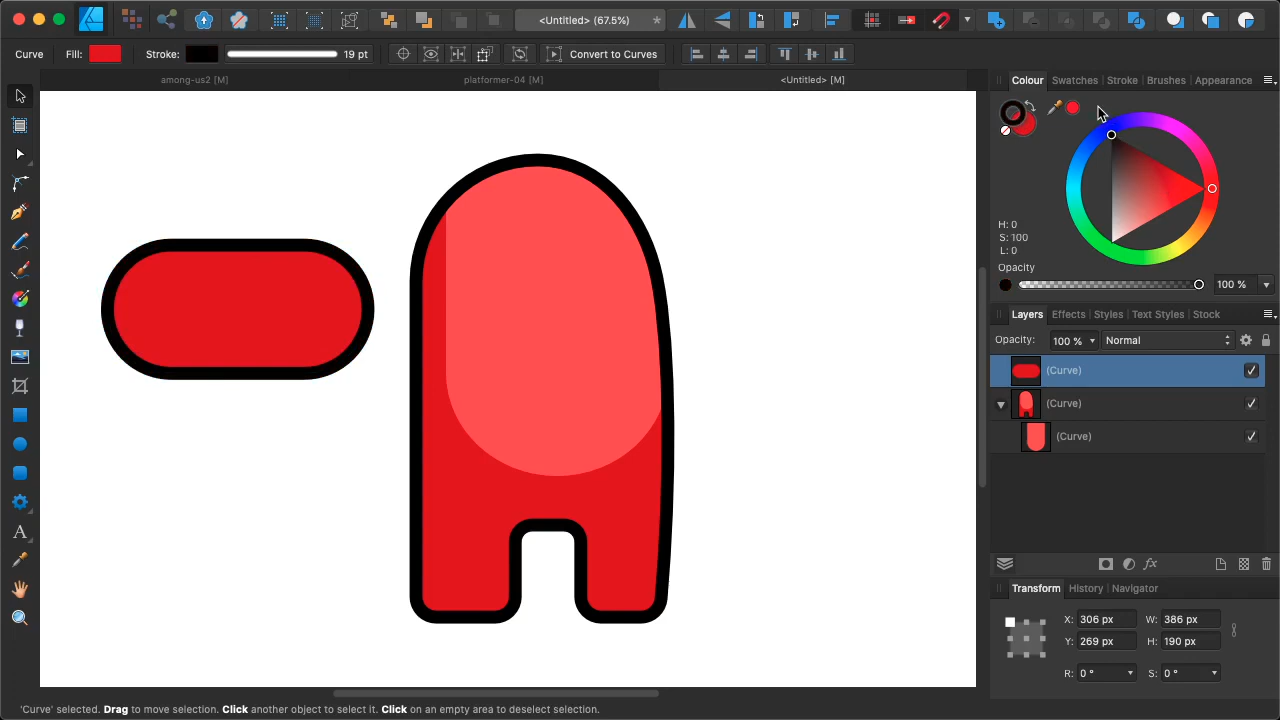 <Untitled> (67.5%)
*
Curve Fill: Stroke: 19 pt Convert to Curves
among-us2 [M] platformer-04 [M] <Untitled> [M]
Colour Swatches Stroke Brushes Appearance
H: 0
S: 100
L: 0
Opacity
100 %
Layers Effects Styles Text Styles Stock
Opacity: 100 % Normal
(Curve)
(Curve)
(Curve)
fx
Transform History Navigator
X: 306 px W: 386 px
Y: 269 px H: 190 px
R: 0 ° S: 0 °
'Curve' selected. Drag to move selection. Click another object to select it. Click on an empty area to deselect selection.